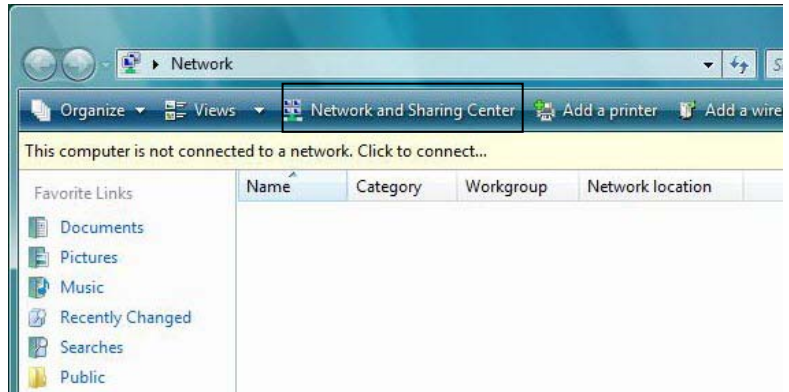 Network
Organize Views Network and Sharing Center Add a printer Add a wire
This computer is not connected to a network. Click to connect...
Favorite Links Name Category Workgroup Network location
Documents
Pictures
Music
Recently Changed
Searches
Public